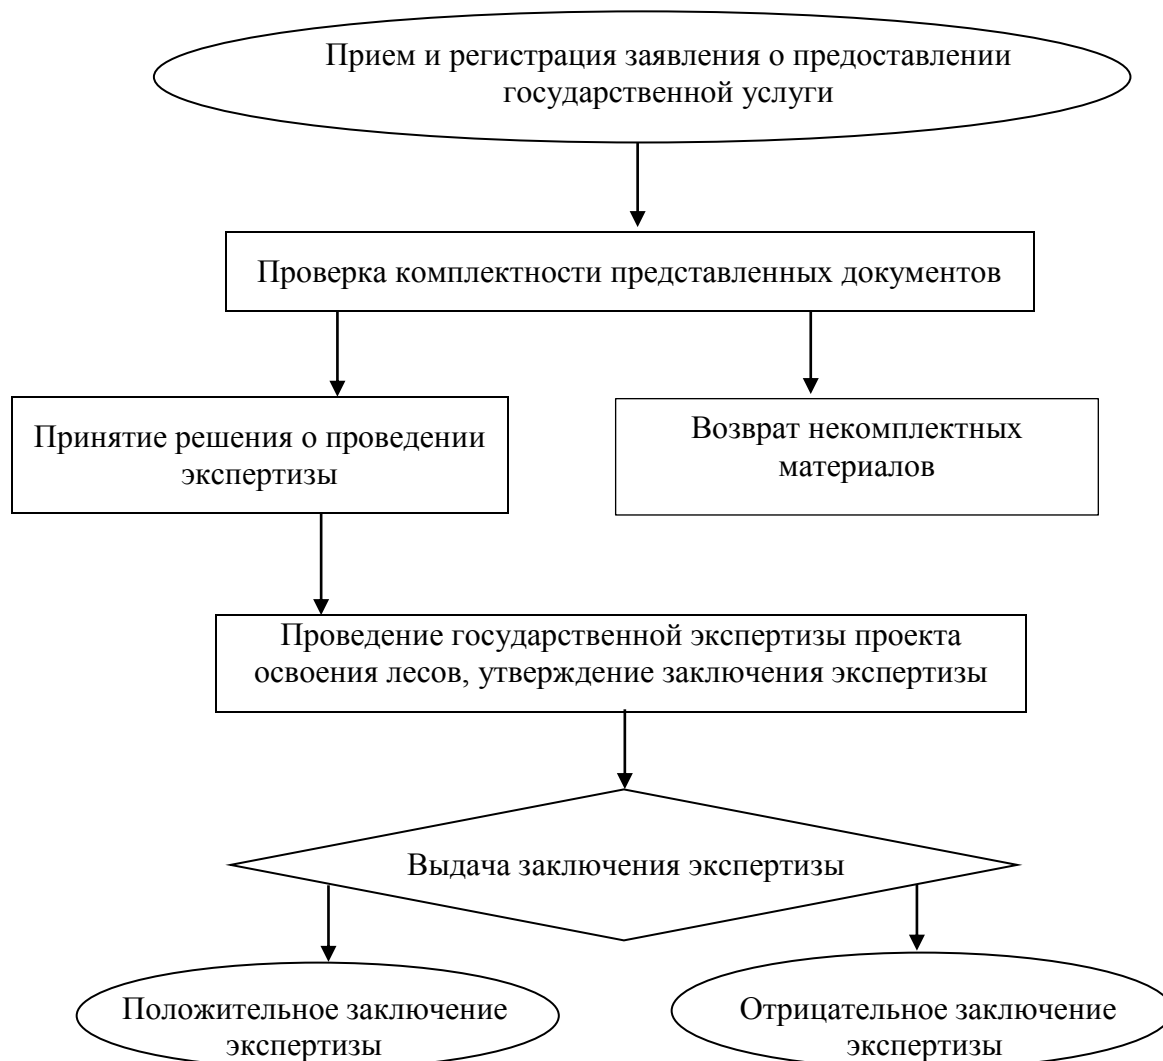 Прием и регистрация заявления о предоставлении
государственной услуги
Проверка комплектности представленных документов
Принятие решения о проведении
экспертизы
Возврат некомплектных
материалов
Проведение государственной экспертизы проекта
освоения лесов, утверждение заключения экспертизы
Выдача заключения экспертизы
Положительное заключение
экспертизы
Отрицательное заключение
экспертизы